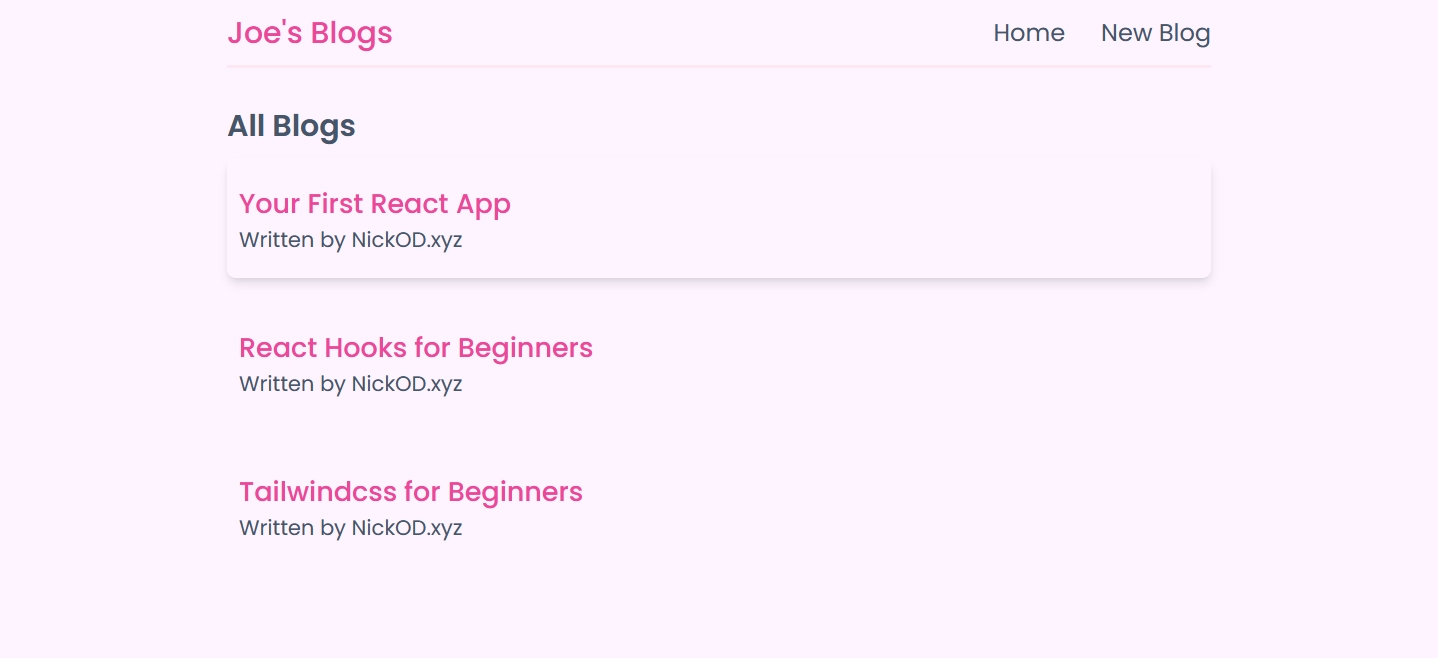 Joe's Blogs
Home New Blog
All Blogs
Your First React App
Written by NickOD.xyz
React Hooks for Beginners
Written by NickOD.xyz
Tailwindcss for Beginners
Written by NickOD.xyz